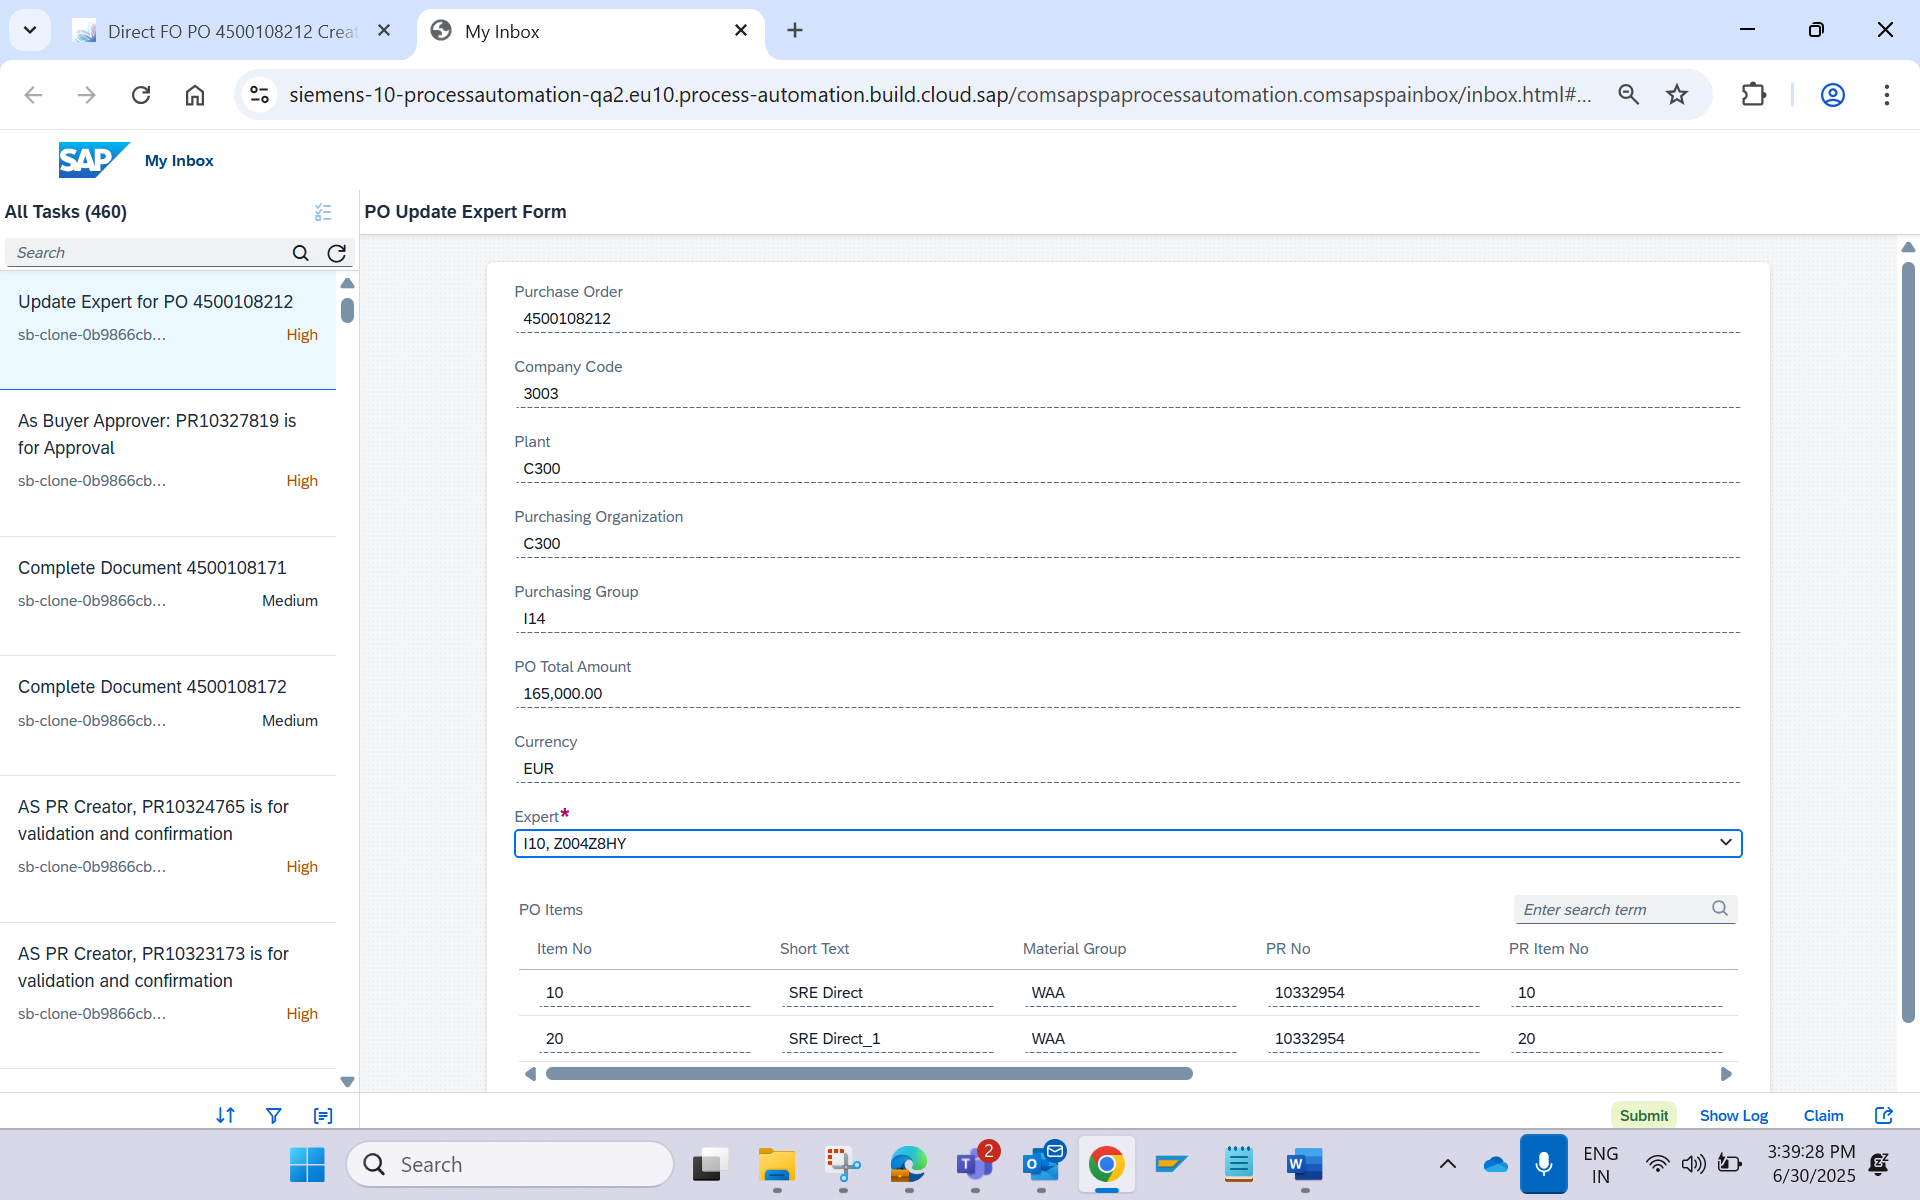 Direct FO PO 4500108212 Creat
My Inbox
siemens-10-processautomation-qa2.eu10.process-automation.build.cloud.sap/comsapspaprocessautomation.comsapspainbox/inbox.html#...
SAP My Inbox
All Tasks (460)
Search
Update Expert for PO 4500108212
sb-clone-0b9866cb... High
As Buyer Approver: PR10327819 is
for Approval
sb-clone-0b9866cb... High
Complete Document 4500108171
sb-clone-0b9866cb... Medium
Complete Document 4500108172
sb-clone-0b9866cb... Medium
AS PR Creator, PR10324765 is for
validation and confirmation
sb-clone-0b9866cb... High
AS PR Creator, PR10323173 is for
validation and confirmation
sb-clone-0b9866cb... High
PO Update Expert Form
Purchase Order
4500108212
Company Code
3003
Plant
C300
Purchasing Organization
C300
Purchasing Group
I14
PO Total Amount
165,000.00
Currency
EUR
Expert*
I10, Z004Z8HY
PO Items
Enter search term
Item No Short Text Material Group PR No PR Item No
10 SRE Direct WAA 10332954 10
20 SRE Direct_1 WAA 10332954 20
Submit Show Log Claim
Search
2
ENG
IN
3:39:28 PM
6/30/2025